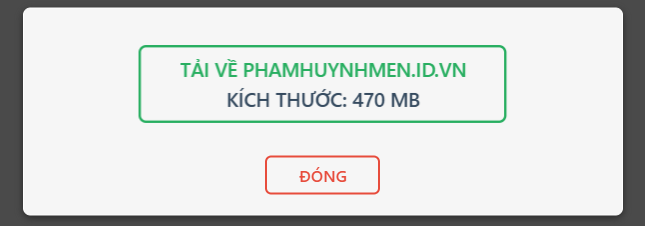 TẢI VỀ PHAMHUYNHMEN.ID.VN
KÍCH THƯỚC: 470 MB
ĐÓNG